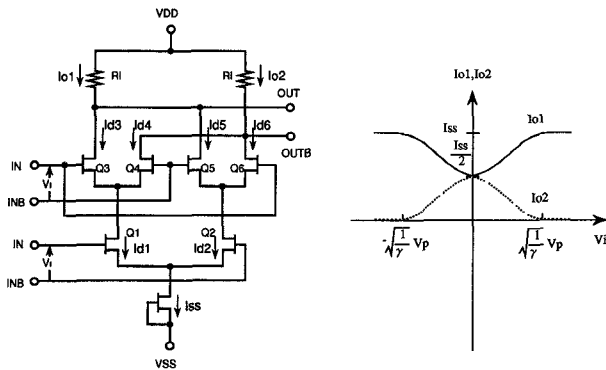 VDD
Io1
Rl
Rl
Io2
OUT
OUTB
Id3
Id4
Id5
Id6
IN
Q3
Q4
Q5
Q6
Vi
INB
IN
Q1
Id1
Q2
Id2
Vi
INB
Iss
VSS
Io1,Io2
Iss
Iss
2
Io1
Io2
-√1/γ Vp
√1/γ Vp
Vi